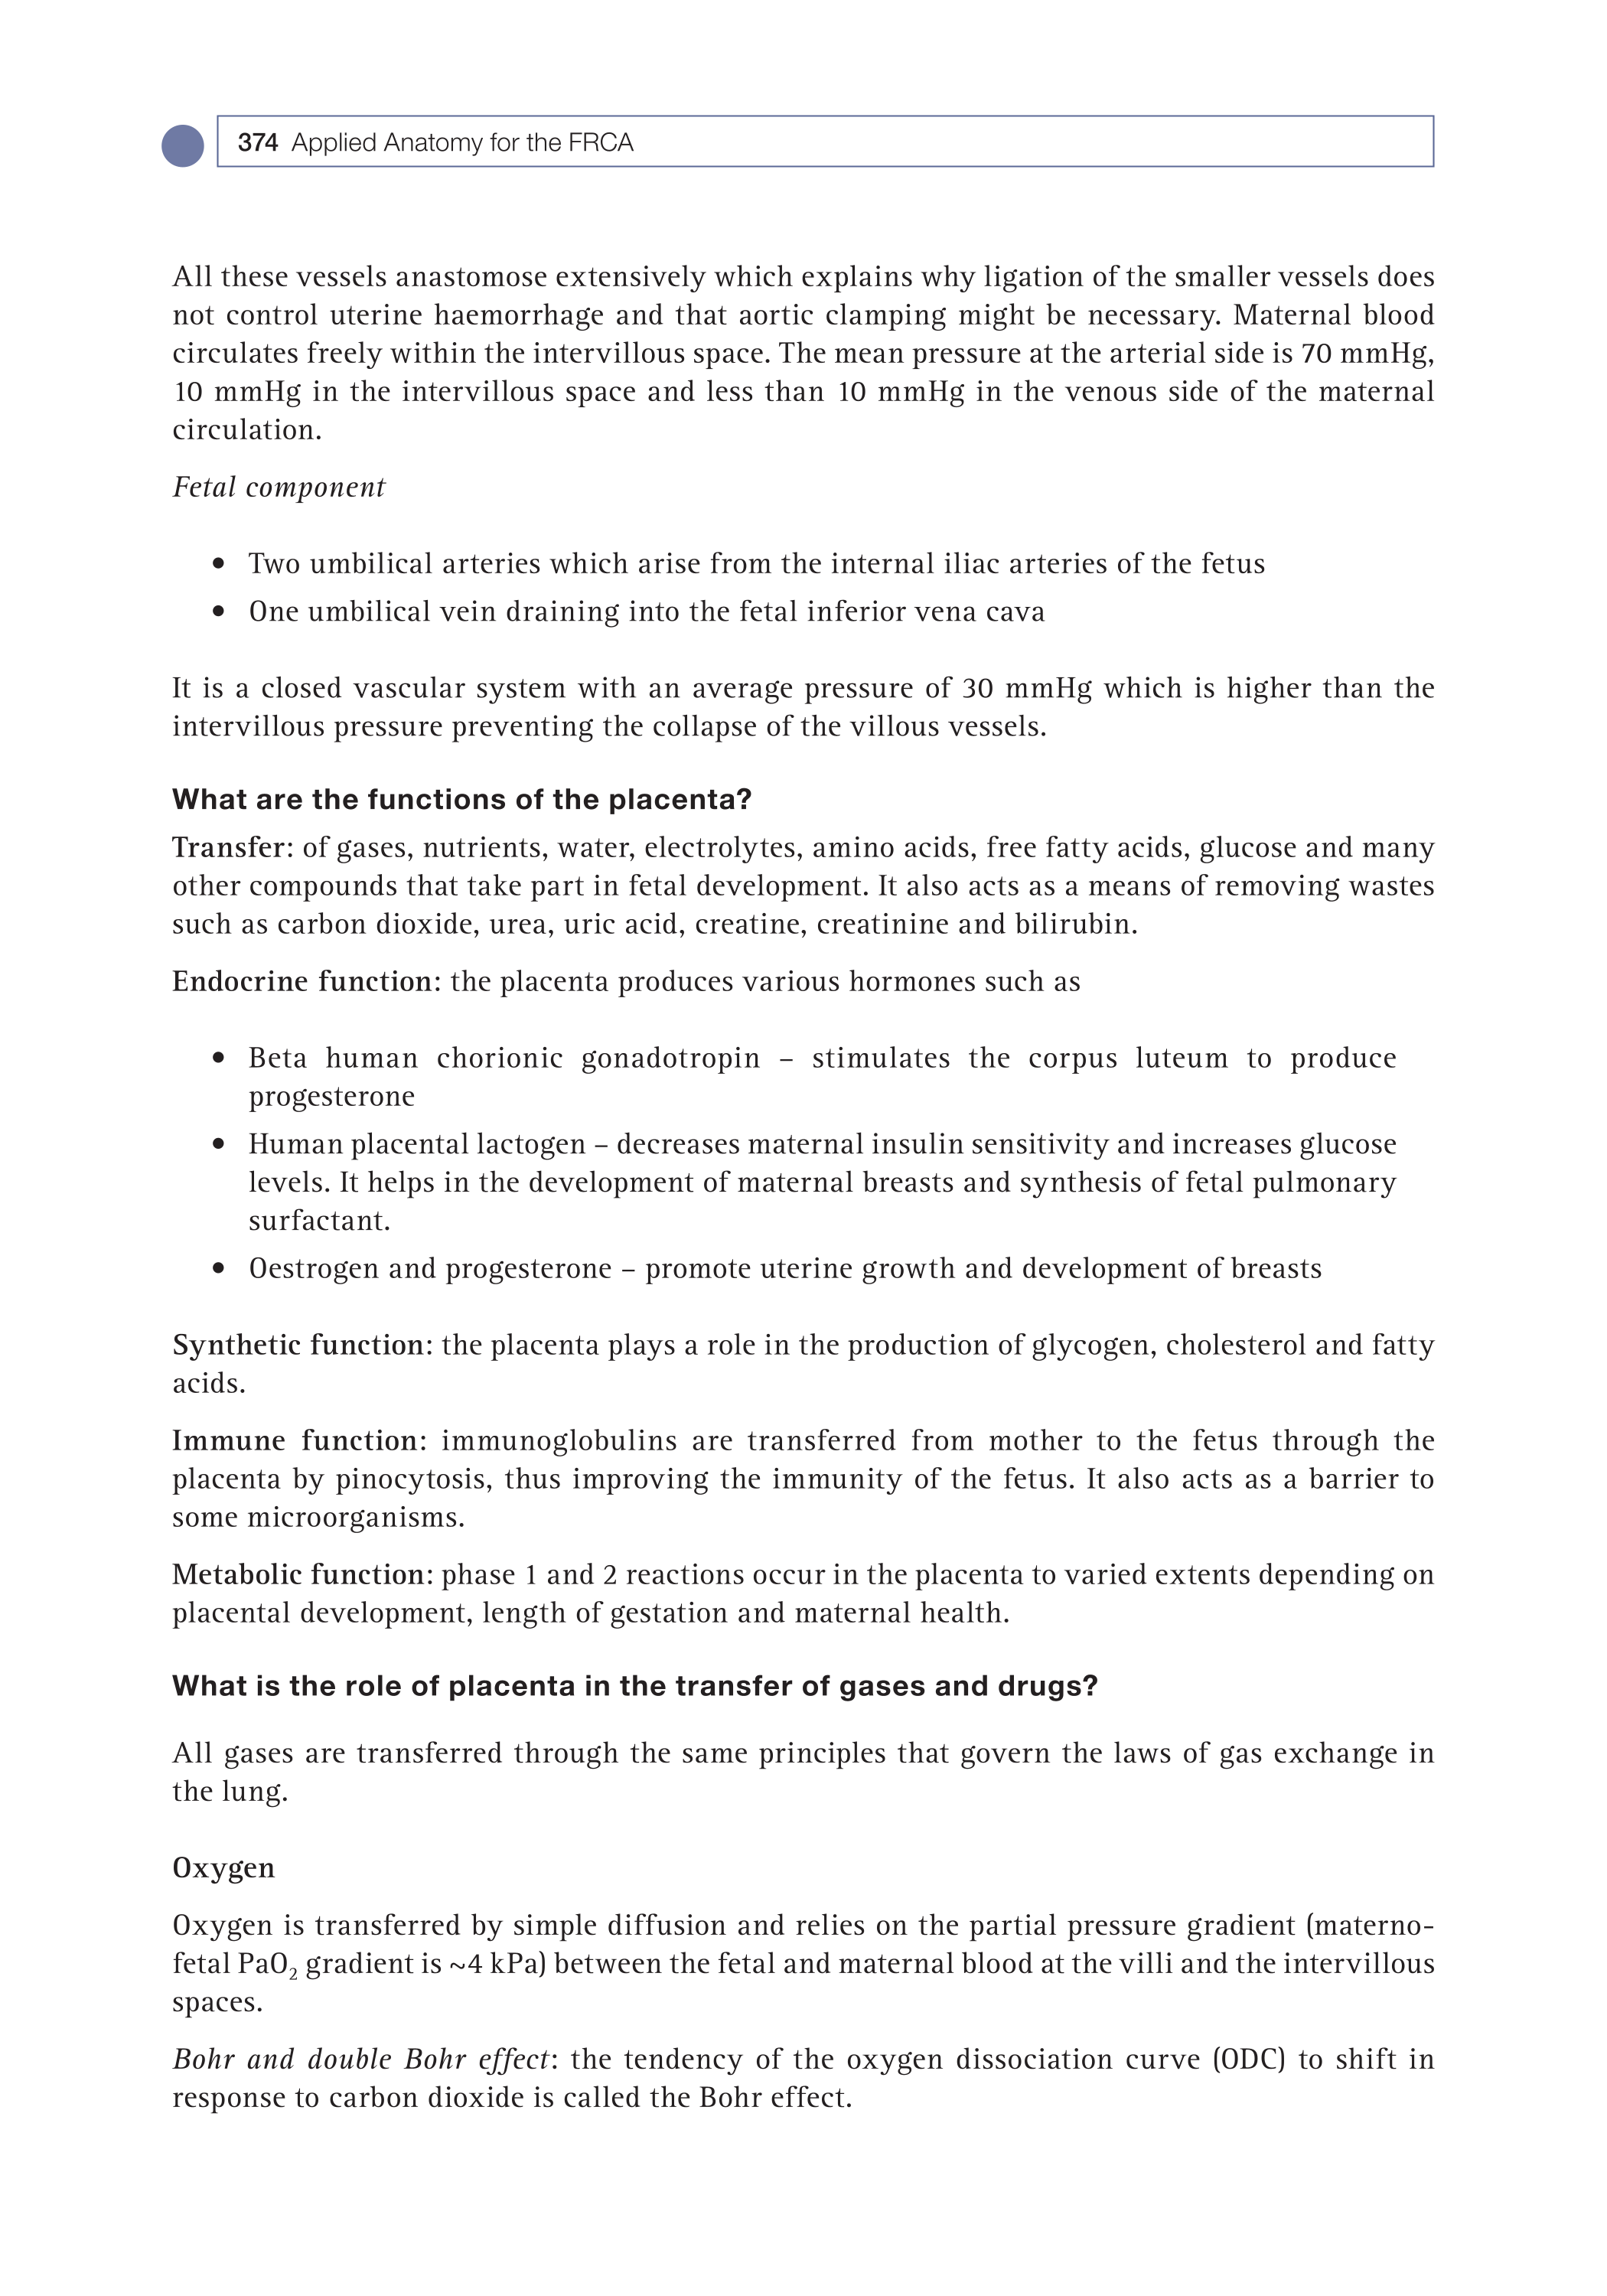 374 Applied Anatomy for the FRCA
All these vessels anastomose extensively which explains why ligation of the smaller vessels does
not control uterine haemorrhage and that aortic clamping might be necessary. Maternal blood
circulates freely within the intervillous space. The mean pressure at the arterial side is 70 mmHg,
10 mmHg in the intervillous space and less than 10 mmHg in the venous side of the maternal
circulation.
Fetal component
• Two umbilical arteries which arise from the internal iliac arteries of the fetus
• One umbilical vein draining into the fetal inferior vena cava
It is a closed vascular system with an average pressure of 30 mmHg which is higher than the
intervillous pressure preventing the collapse of the villous vessels.
What are the functions of the placenta?
Transfer: of gases, nutrients, water, electrolytes, amino acids, free fatty acids, glucose and many
other compounds that take part in fetal development. It also acts as a means of removing wastes
such as carbon dioxide, urea, uric acid, creatine, creatinine and bilirubin.
Endocrine function: the placenta produces various hormones such as
• Beta human chorionic gonadotropin – stimulates the corpus luteum to produce
progesterone
• Human placental lactogen – decreases maternal insulin sensitivity and increases glucose
levels. It helps in the development of maternal breasts and synthesis of fetal pulmonary
surfactant.
• Oestrogen and progesterone – promote uterine growth and development of breasts
Synthetic function: the placenta plays a role in the production of glycogen, cholesterol and fatty
acids.
Immune function: immunoglobulins are transferred from mother to the fetus through the
placenta by pinocytosis, thus improving the immunity of the fetus. It also acts as a barrier to
some microorganisms.
Metabolic function: phase 1 and 2 reactions occur in the placenta to varied extents depending on
placental development, length of gestation and maternal health.
What is the role of placenta in the transfer of gases and drugs?
All gases are transferred through the same principles that govern the laws of gas exchange in
the lung.
Oxygen
Oxygen is transferred by simple diffusion and relies on the partial pressure gradient (materno-
fetal PaO₂ gradient is ~4 kPa) between the fetal and maternal blood at the villi and the intervillous
spaces.
Bohr and double Bohr effect: the tendency of the oxygen dissociation curve (ODC) to shift in
response to carbon dioxide is called the Bohr effect.